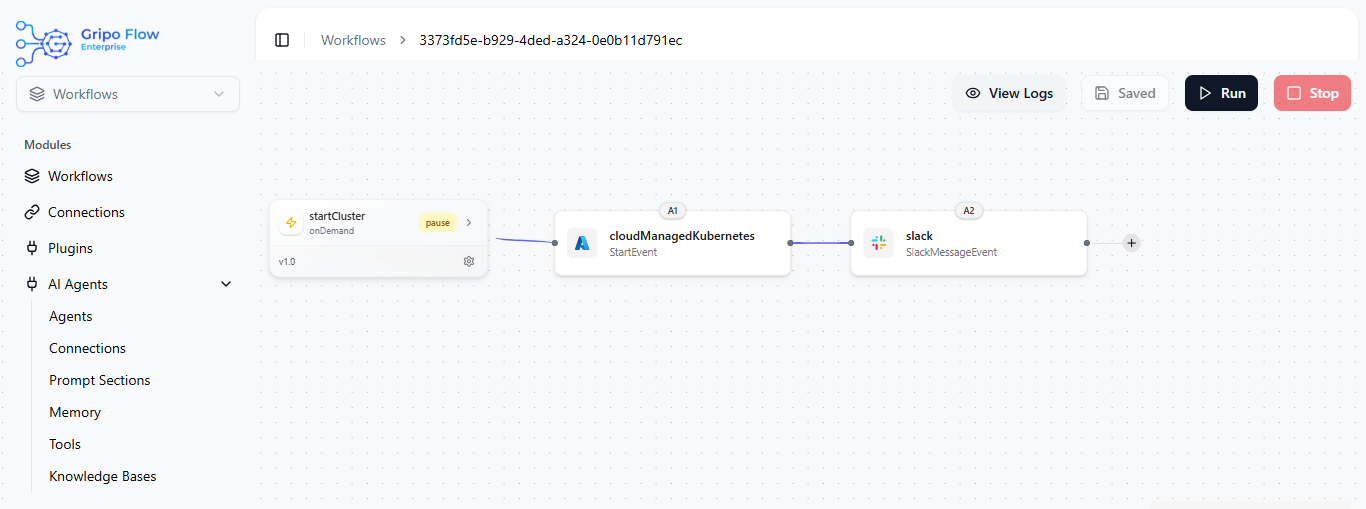 Gripo Flow
Enterprise
Workflows
Modules
Workflows
Connections
Plugins
AI Agents
Agents
Connections
Prompt Sections
Memory
Tools
Knowledge Bases
Workflows > 3373fd5e-b929-4ded-a324-0e0b11d791ec
View Logs
Saved
Run
Stop
startCluster
onDemand
pause
v1.0
A1
cloudManagedKubernetes
StartEvent
A2
slack
SlackMessageEvent